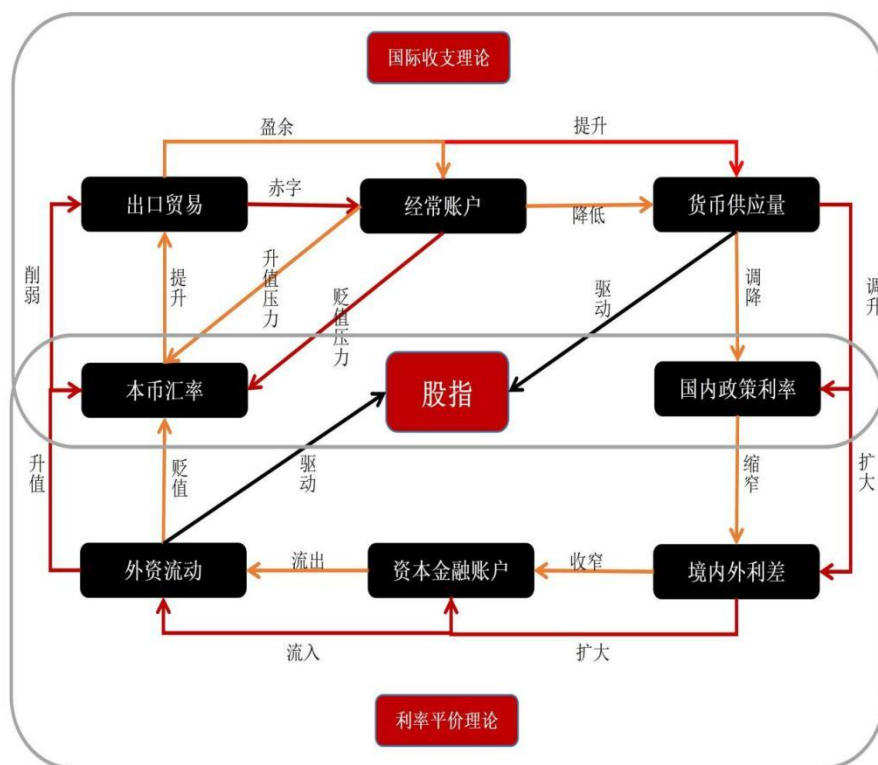 国际收支理论
盈余
提升
出口贸易
赤字
经常账户
降低
货币供应量
削弱
提升
升值压力
贬值压力
驱动
调降
调升
本币汇率
股指
国内政策利率
升值
贬值
驱动
缩窄
扩大
外资流动
流出
资本金融账户
收窄
境内外利差
流入
扩大
利率平价理论